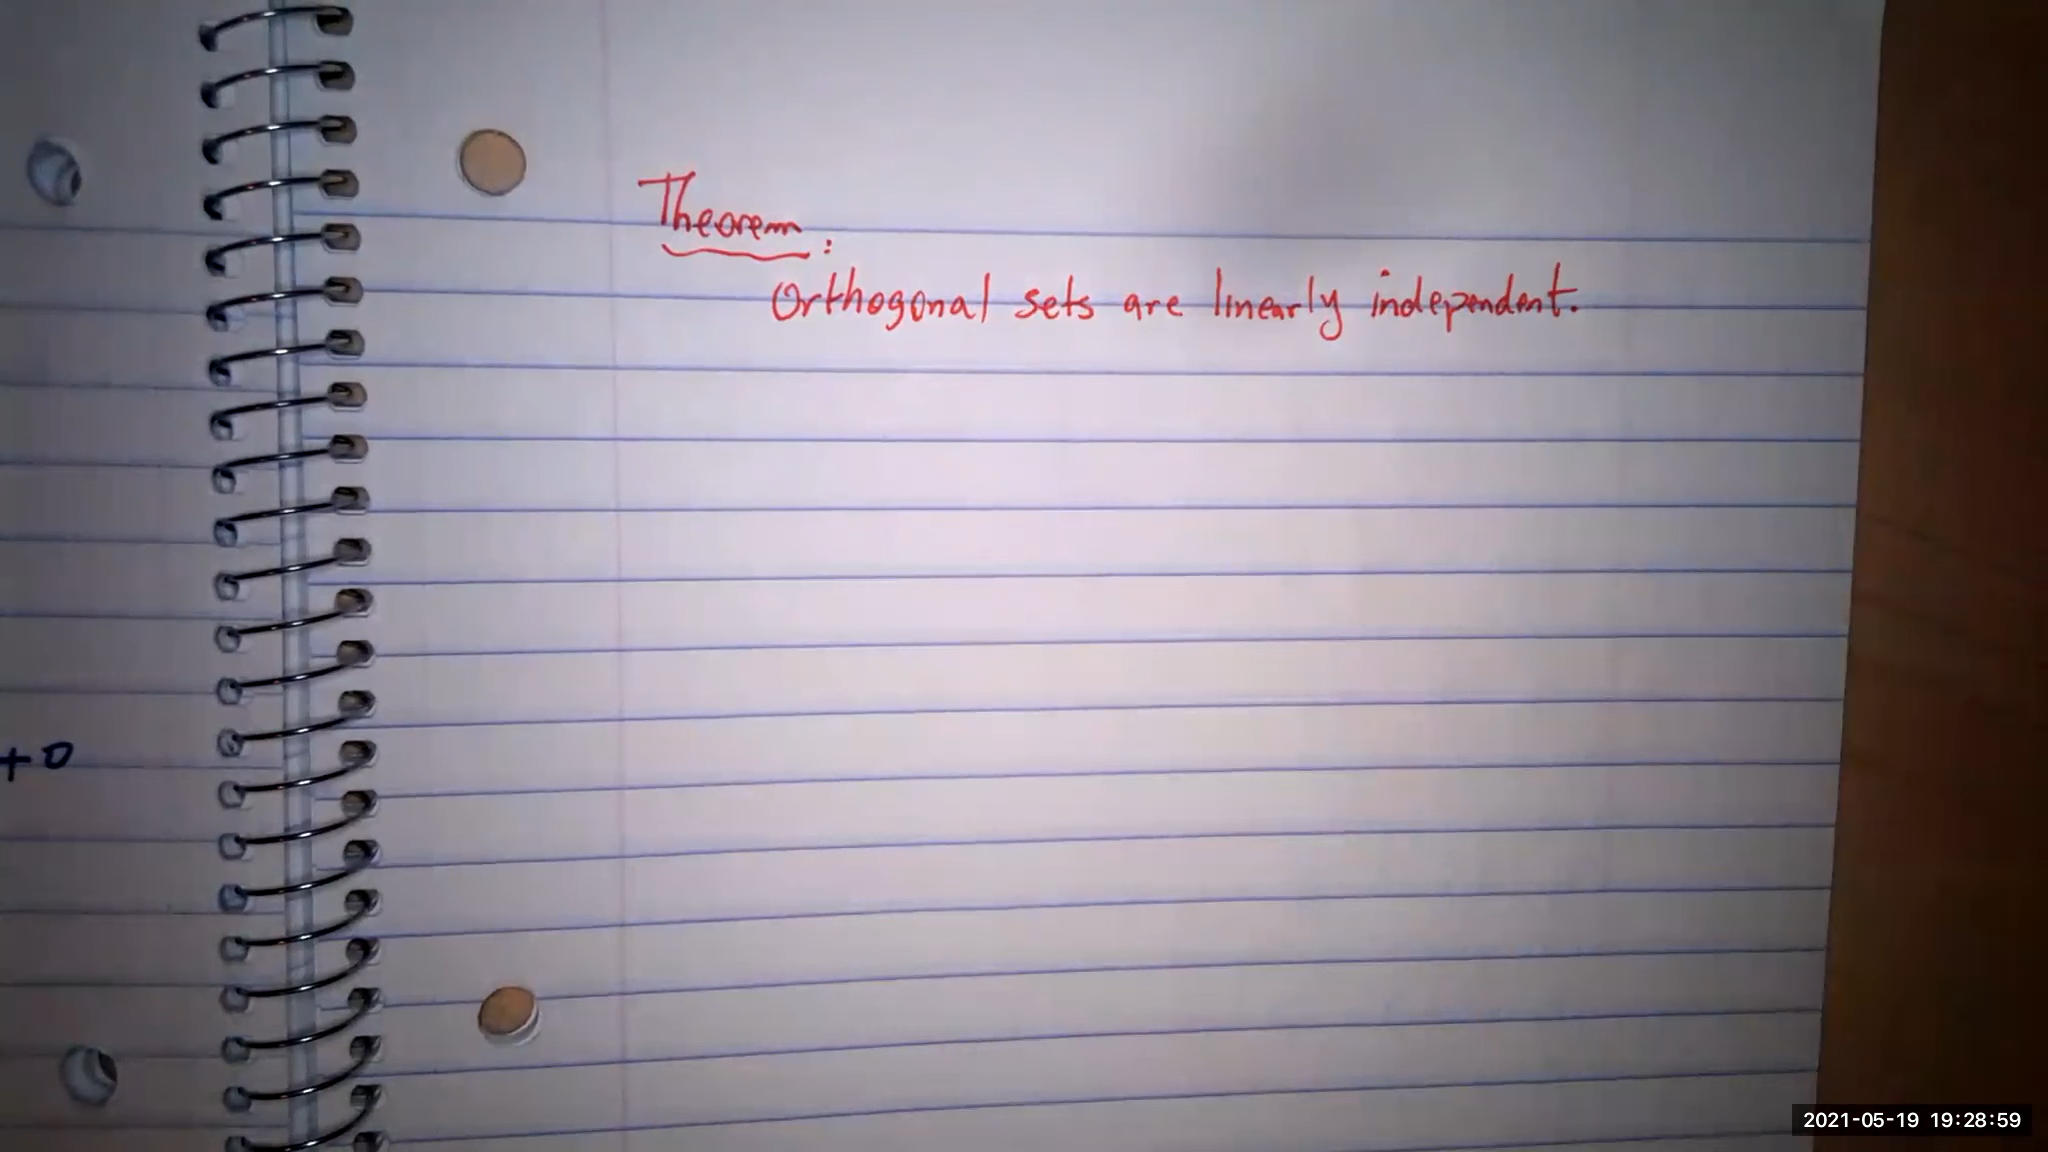 +0
Theorem:
Orthogonal sets are linearly independent.
2021-05-19 19:28:59